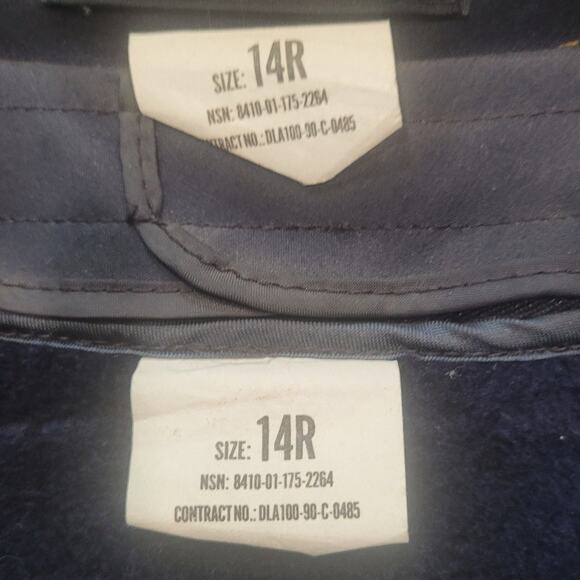 SIZE: 14R
NSN: 8410-01-175-2264
CONTRACT NO.: DLA100-90-C-0485
SIZE: 14R
NSN: 8410-01-175-2264
CONTRACT NO.: DLA100-90-C-0485